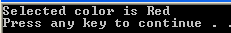 Selected color is Red
Press any key to continue . .